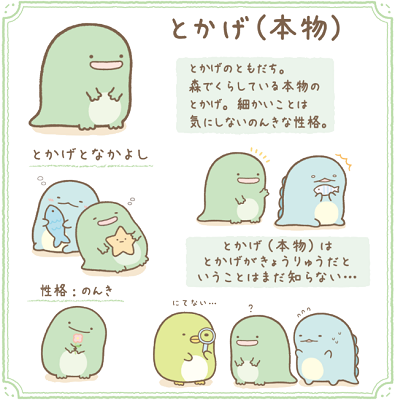 とかげ(本物)
とかげのともだち。
森でくらしている本物の
とかげ。細かいことは
気にしないのんきな性格。
とかげとなかよし
とかげ(本物)は
とかげがきょうりゅうだと
いうことはまだ知らない…
性格:のんき
にてない…
?